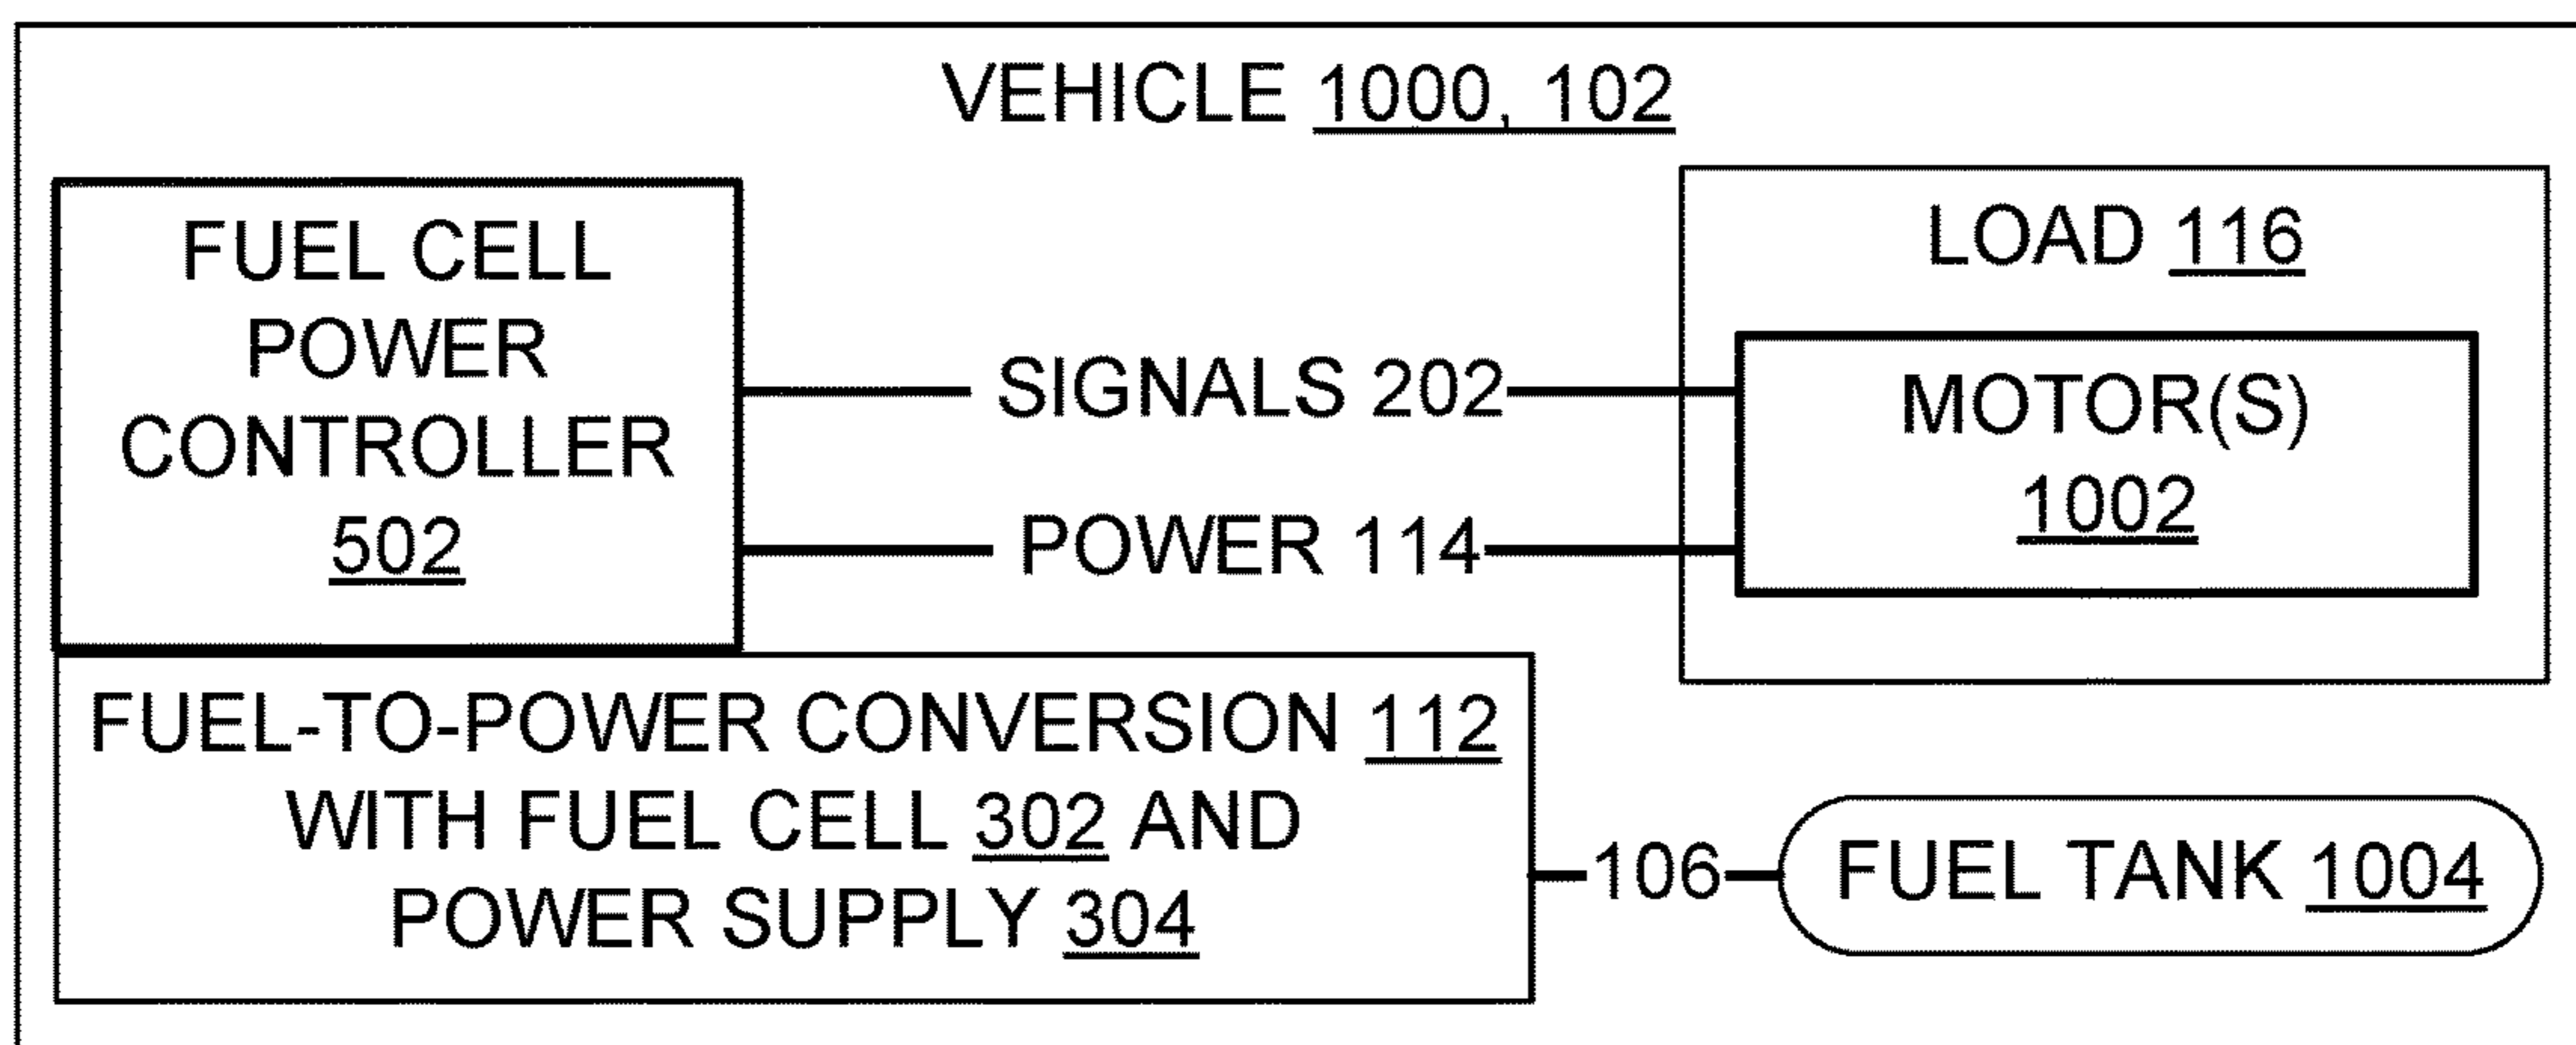 VEHICLE 1000, 102
FUEL CELL
POWER
CONTROLLER
502
SIGNALS 202
POWER 114
LOAD 116
MOTOR(S)
1002
FUEL-TO-POWER CONVERSION 112
WITH FUEL CELL 302 AND
POWER SUPPLY 304
106
FUEL TANK 1004